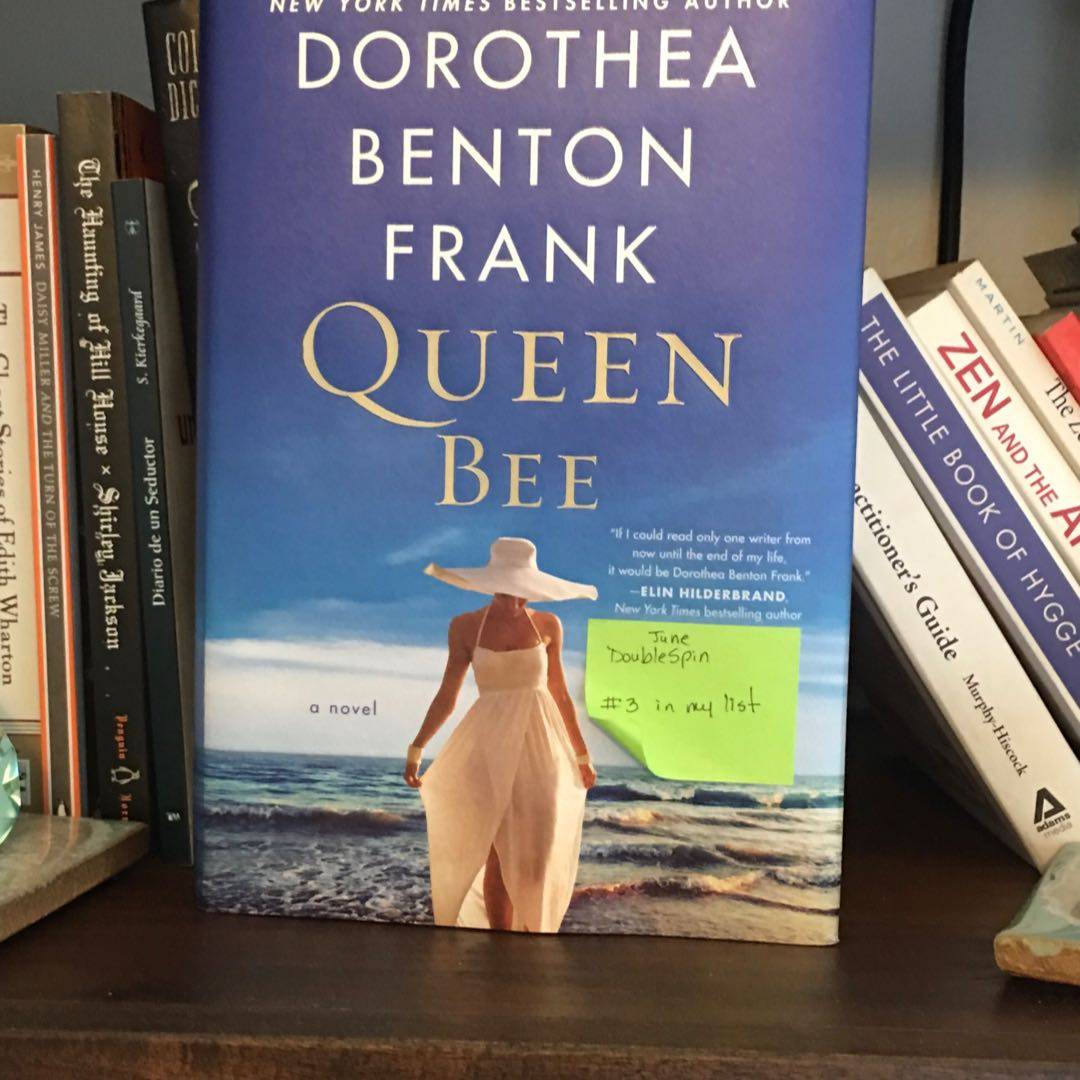 NEW YORK TIMES BESTSELLING AUTHOR
DOROTHEA
BENTON
FRANK
QUEEN
BEE
"If I could read only one writer from
now until the end of my life,
it would be Dorothea Benton Frank."
—ELIN HILDERBRAND,
New York Times bestselling author
a novel
June
DoubleSpin
#3 in my list
Ghost Stories of Edith Wharton
HENRY JAMES DAISY MILLER AND THE TURN OF THE SCREW
The Haunting of Hill House × Shirley Jackson
Penguin
S. Kierkegaard
Diario de un Seductor
COL
DIC
actitioner's Guide Murphy-Hiscock
adams
media
THE LITTLE BOOK OF HYGGE
ZEN AND THE A
MARTIN
The Z